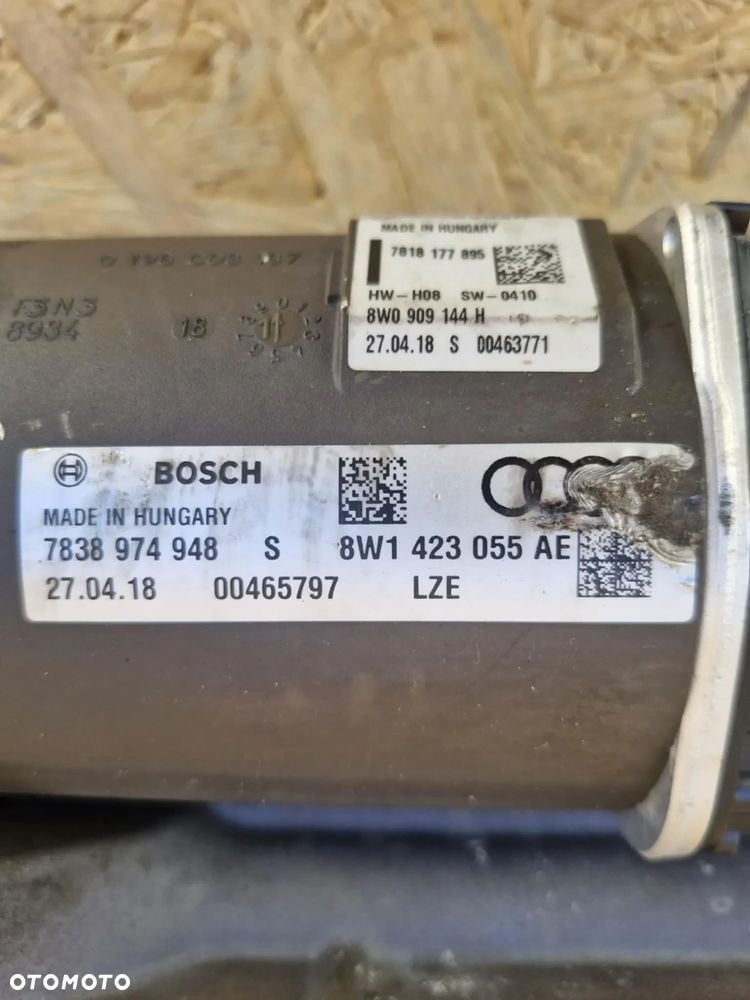 MADE IN HUNGARY
7818 177 895
HW-H08 SW-0410
8W0 909 144 H
27.04.18 S 00463771
F3N3
8934
18 11
BOSCH
MADE IN HUNGARY
7838 974 948 S 8W1 423 055 AE
27.04.18 00465797 LZE
OTOMOTO